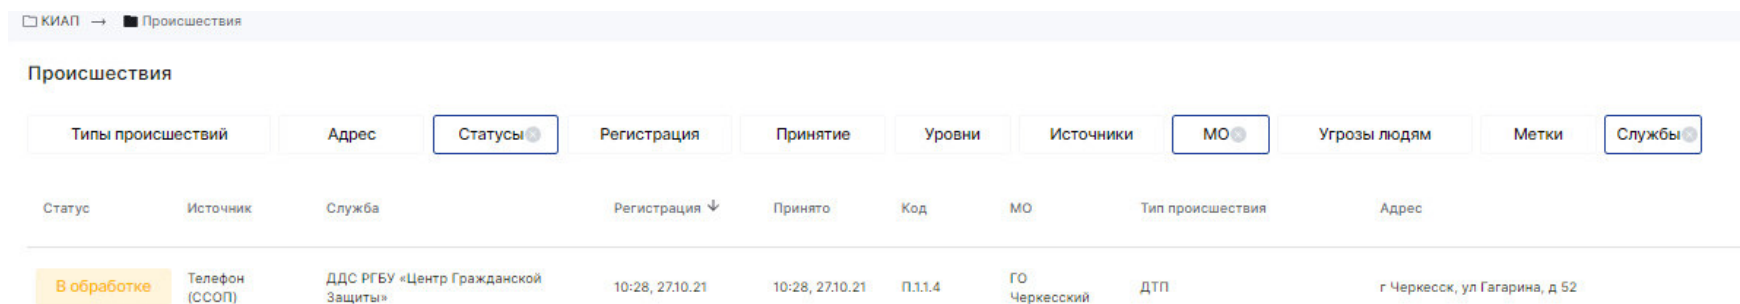 КИАП → Происшествия
Происшествия
Типы происшествий Адрес Статусы Регистрация Принятие Уровни Источники МО Угрозы людям Метки Службы
Статус Источник Служба Регистрация ↓ Принято Код МО Тип происшествия Адрес
В обработке Телефон (ССОП) ДДС РГБУ «Центр Гражданской Защиты» 10:28, 27.10.21 10:28, 27.10.21 П.1.1.4 ГО Черкесский ДТП г Черкесск, ул Гагарина, д 52